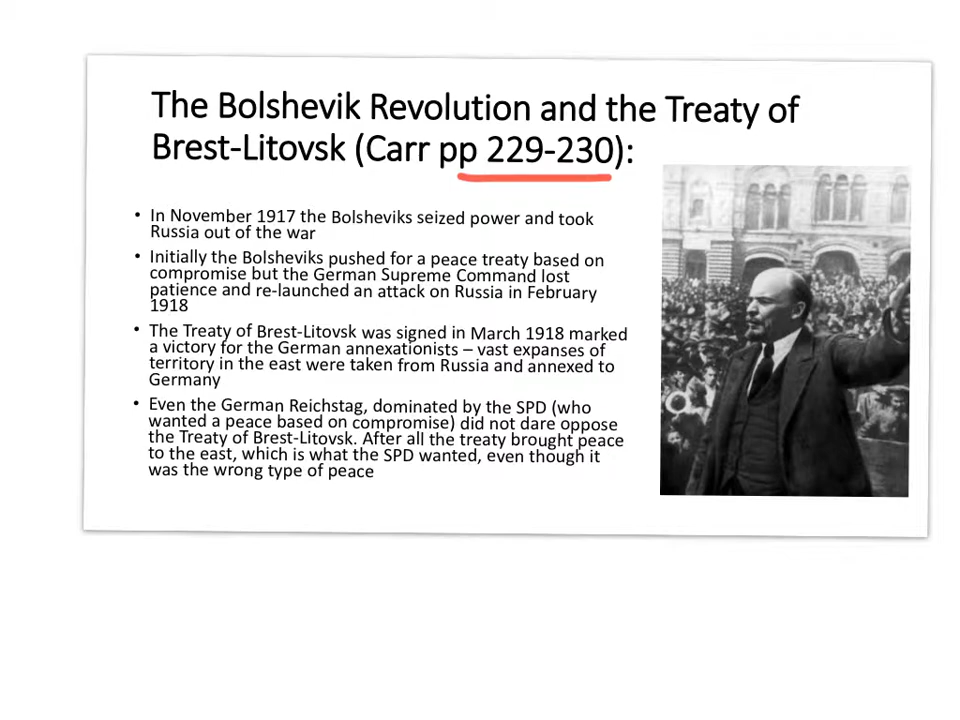 The Bolshevik Revolution and the Treaty of
Brest-Litovsk (Carr pp 229-230):
• In November 1917 the Bolsheviks seized power and took
Russia out of the war
• Initially the Bolsheviks pushed for a peace treaty based on
compromise but the German Supreme Command lost
patience and re-launched an attack on Russia in February
1918
• The Treaty of Brest-Litovsk was signed in March 1918 marked
a victory for the German annexationists – vast expanses of
territory in the east were taken from Russia and annexed to
Germany
• Even the German Reichstag, dominated by the SPD (who
wanted a peace based on compromise) did not dare oppose
the Treaty of Brest-Litovsk. After all the treaty brought peace
to the east, which is what the SPD wanted, even though it
was the wrong type of peace